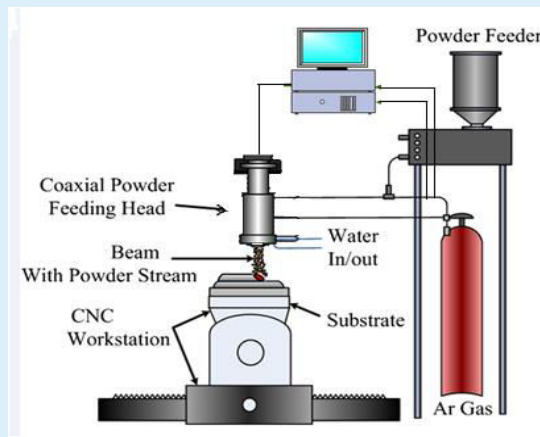 Powder Feeder
Coaxial Powder
Feeding Head
Water
In/out
Beam
With Powder Stream
CNC
Workstation
Substrate
Ar Gas